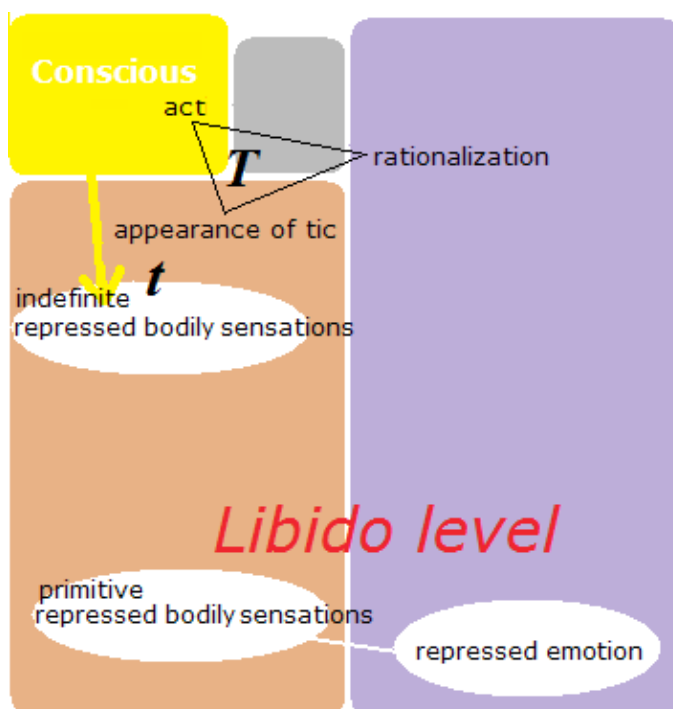 Conscious
act
T
rationalization
appearance of tic
t
indefinite
repressed bodily sensations
Libido level
primitive
repressed bodily sensations
repressed emotion